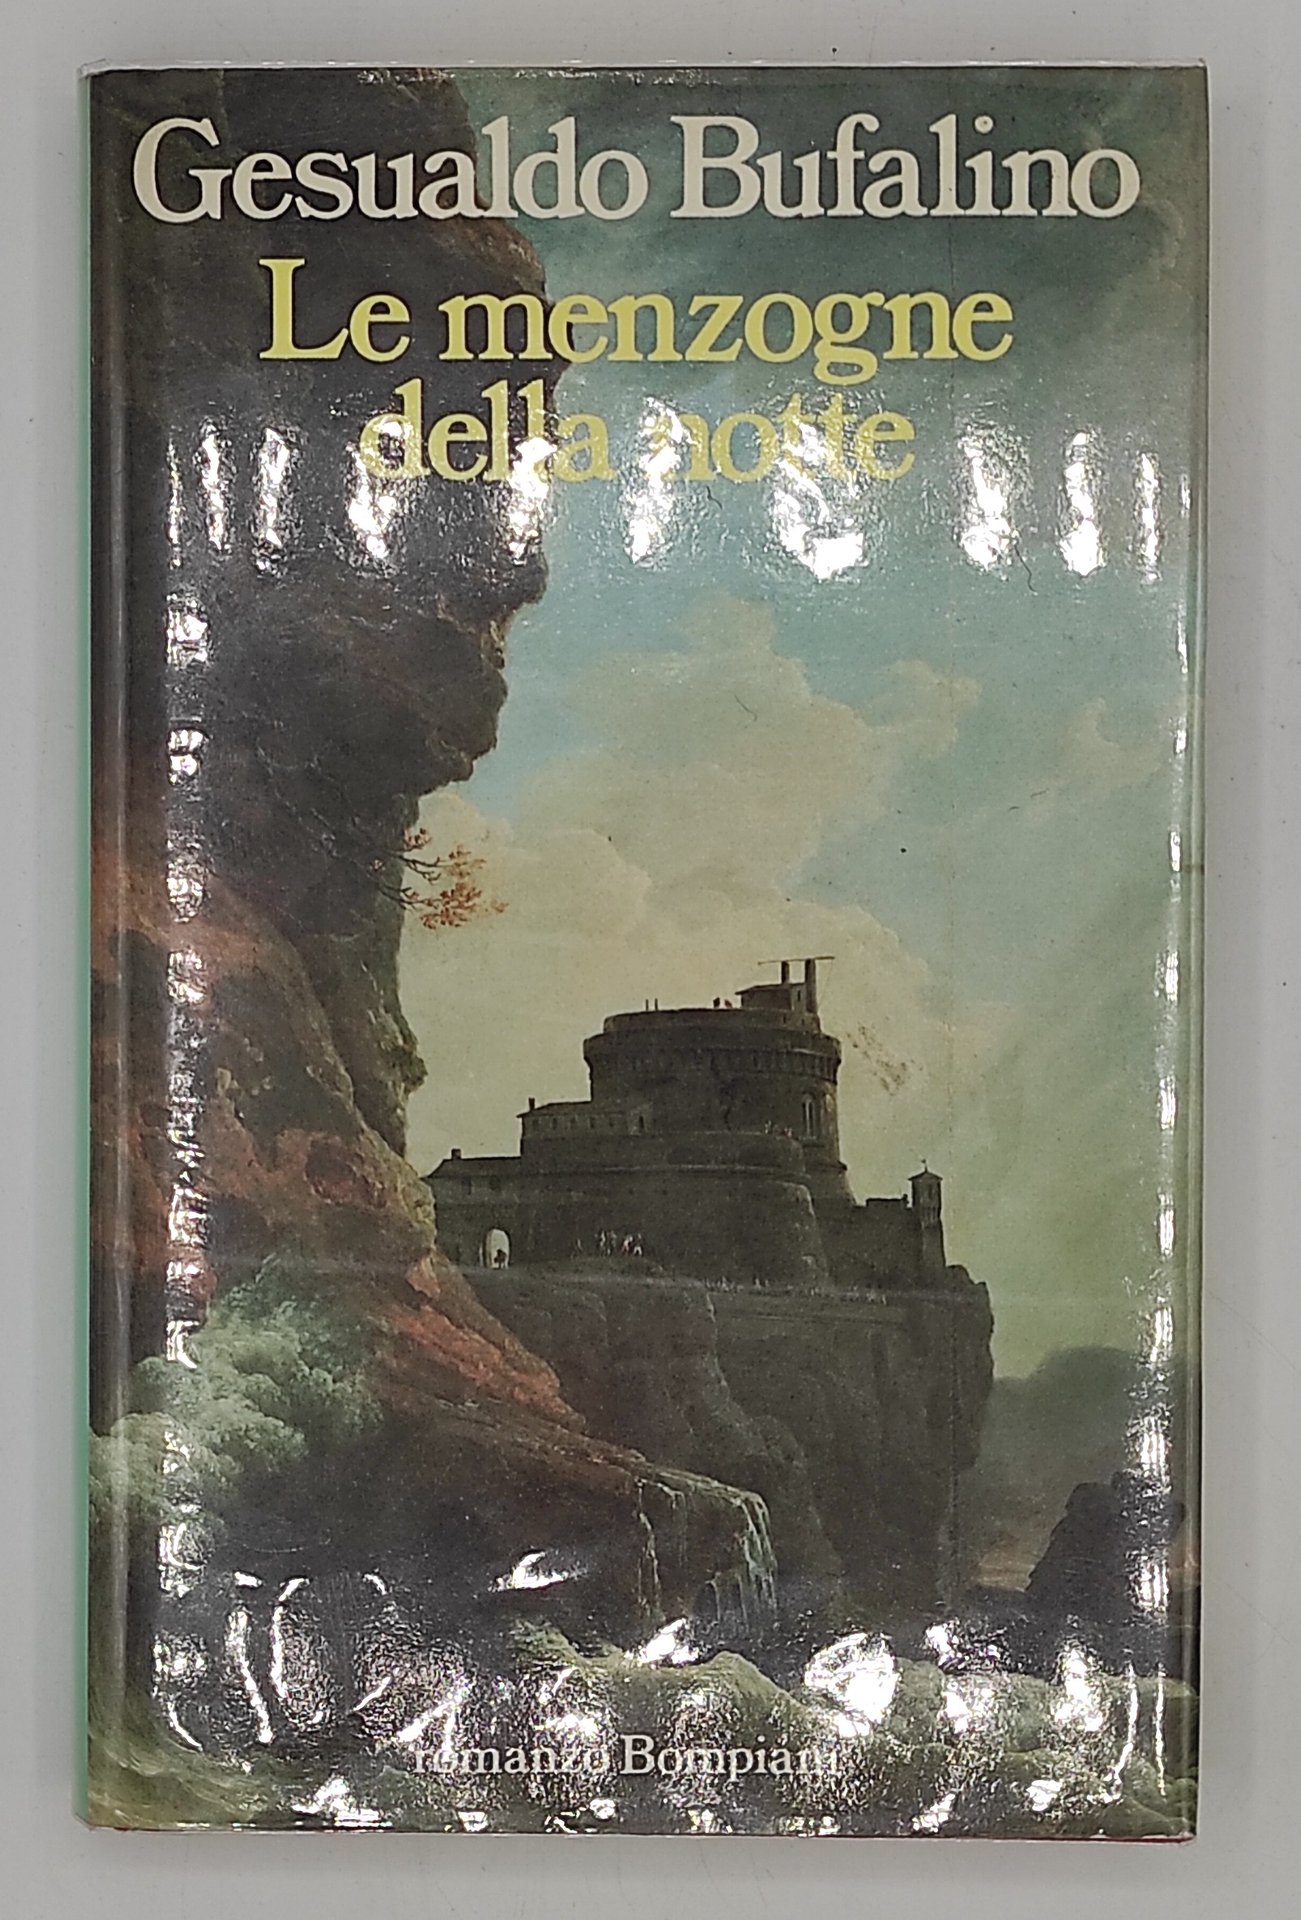 Gesualdo Bufalino
Le menzogne
della notte
romanzo Bompiani